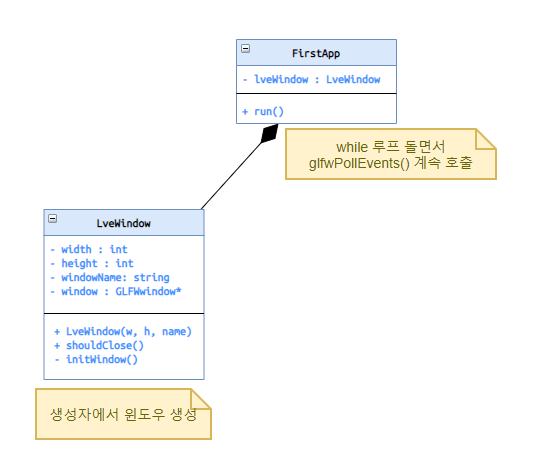 FirstApp
- lveWindow : LveWindow
+ run()
while 루프 돌면서
glfwPollEvents() 계속 호출
LveWindow
- width : int
- height : int
- windowName: string
- window : GLFWwindow*
+ LveWindow(w, h, name)
+ shouldClose()
- initWindow()
생성자에서 윈도우 생성